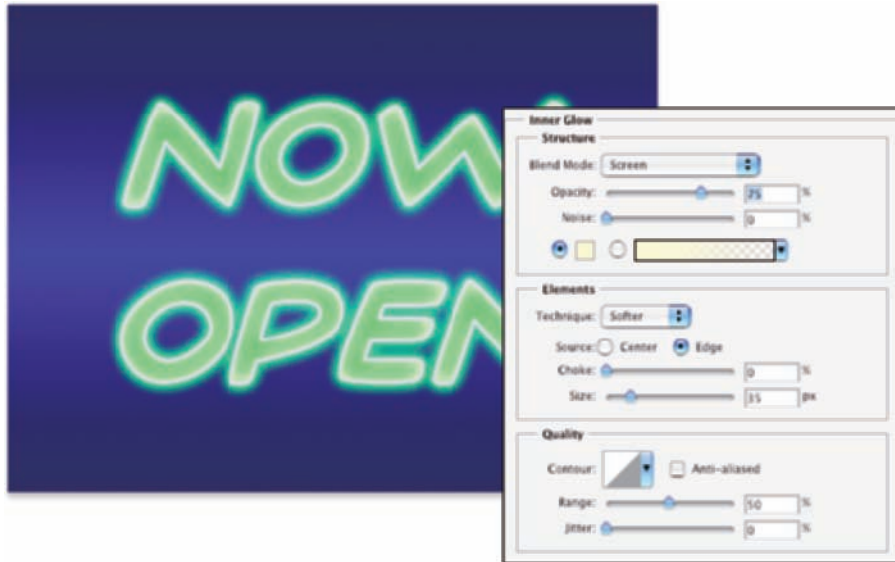 NOW
OPEN
Inner Glow
Structure
Blend Mode: Screen
Opacity: 75 %
Noise: 0 %
Elements
Technique: Softer
Source: Center Edge
Choke: 0 %
Size: 35 px
Quality
Contour: Anti-aliased
Range: 50 %
Jitter: 0 %